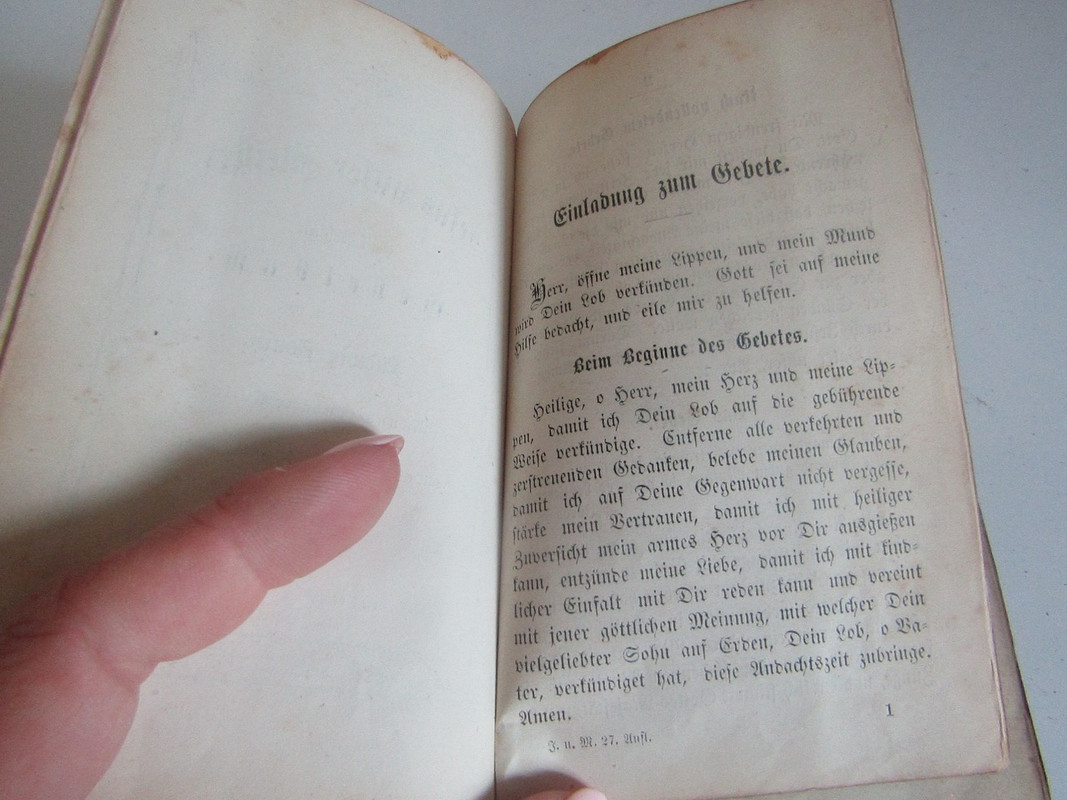 Einladung zum Gebete.
Herr, öffne meine Lippen, und mein Mund
wird Dein Lob verkünden. Gott sei auf meine
Hilfe bedacht, und eile mir zu helfen.
Beim Beginne des Gebetes.
Heilige, o Herr, mein Herz und meine Lip-
pen, damit ich Dein Lob auf die gebührende
Weise verkündige. Entferne alle verkehrten und
zerstreuenden Gedanken, belebe meinen Glauben,
damit ich auf Deine Gegenwart nicht vergesse,
stärke mein Vertrauen, damit ich mit heiliger
Zuversicht mein armes Herz vor Dir ausgießen
kann, entzünde meine Liebe, damit ich mit kind-
licher Einfalt mit Dir reden kann und vereint
mit jener göttlichen Meinung, mit welcher Dein
vielgeliebter Sohn auf Erden, Dein Lob, o Va-
ter, verkündiget hat, diese Andachtszeit zubringe.
Amen.
J. u. M. 27. Aufl.
1